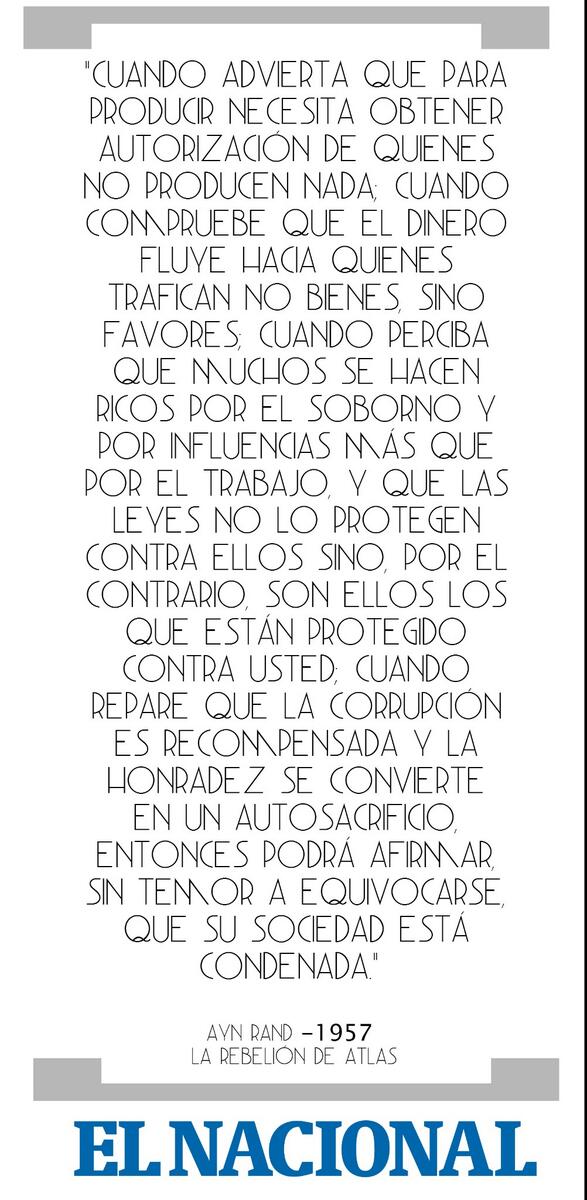 "CUANDO ADVIERTA QUE PARA
PRODUCIR NECESITA OBTENER
AUTORIZACIÓN DE QUIENES
NO PRODUCEN NADA; CUANDO
COMPRUEBE QUE EL DINERO
FLUYE HACIA QUIENES
TRAFICAN NO BIENES, SINO
FAVORES; CUANDO PERCIBA
QUE MUCHOS SE HACEN
RICOS POR EL SOBORNO Y
POR INFLUENCIAS MÁS QUE
POR EL TRABAJO, Y QUE LAS
LEYES NO LO PROTEGEN
CONTRA ELLOS SINO, POR EL
CONTRARIO, SON ELLOS LOS
QUE ESTÁN PROTEGIDO
CONTRA USTED; CUANDO
REPARE QUE LA CORRUPCIÓN
ES RECOMPENSADA Y LA
HONRADEZ SE CONVIERTE
EN UN AUTOSACRIFICIO,
ENTONCES PODRÁ AFIRMAR,
SIN TEMOR A EQUIVOCARSE,
QUE SU SOCIEDAD ESTÁ
CONDENADA."
AYN RAND –1957
LA REBELIÓN DE ATLAS
EL NACIONAL